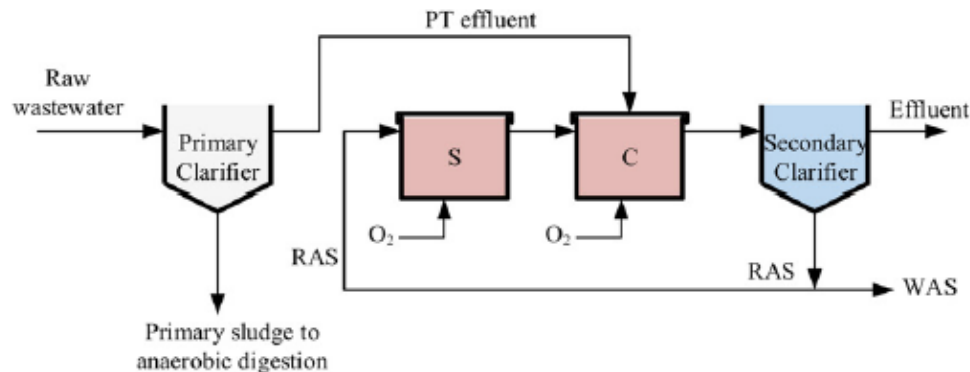 PT effluent
Raw
wastewater
Primary
Clarifier
S
C
Secondary
Clarifier
Effluent
O₂
O₂
RAS
RAS
WAS
Primary sludge to
anaerobic digestion